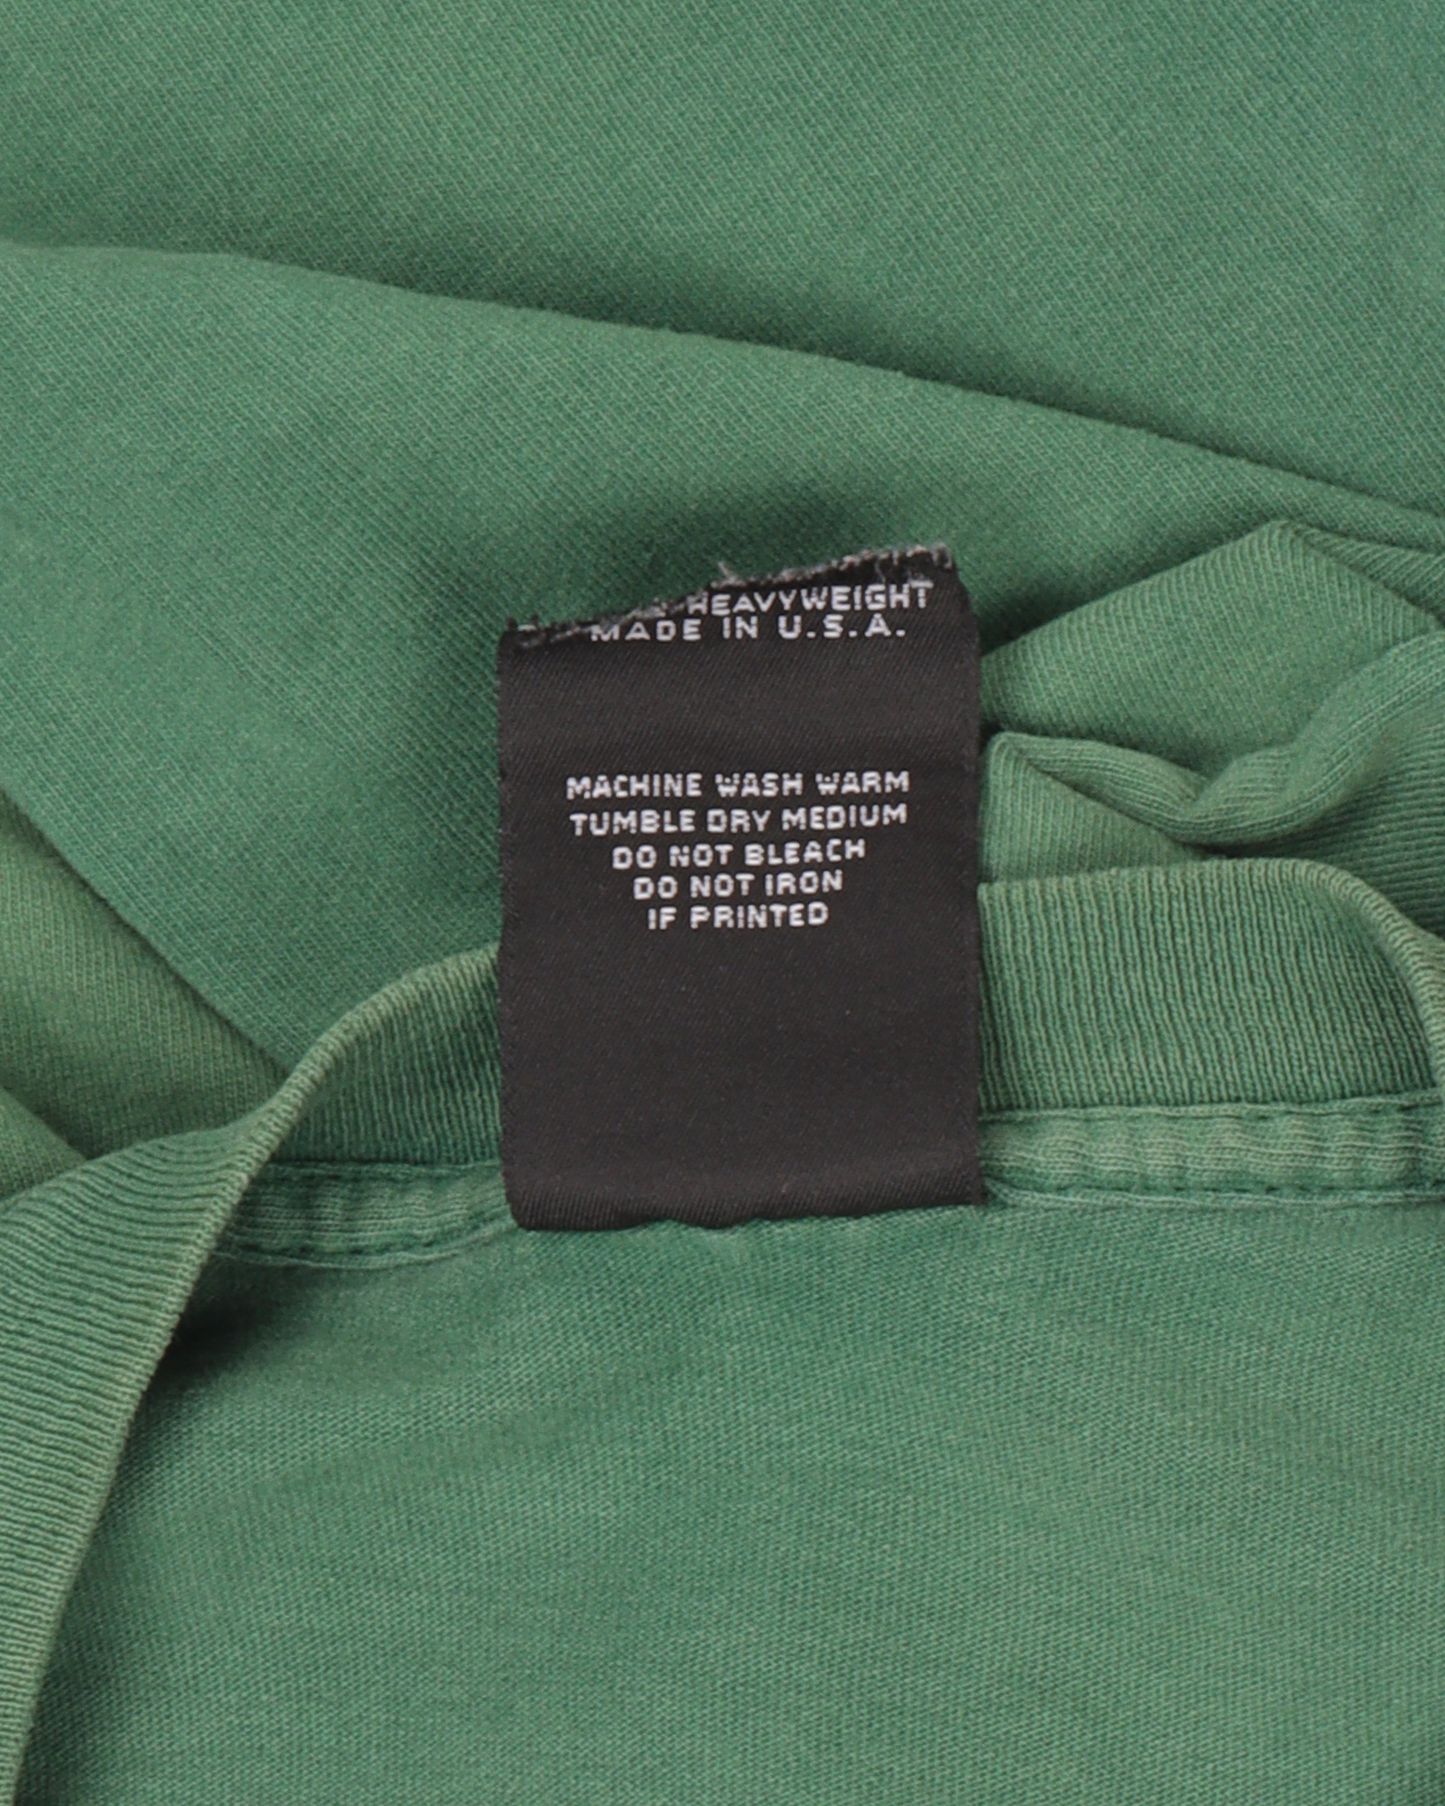 HEAVYWEIGHT
MADE IN U.S.A.
MACHINE WASH WARM
TUMBLE DRY MEDIUM
DO NOT BLEACH
DO NOT IRON
IF PRINTED